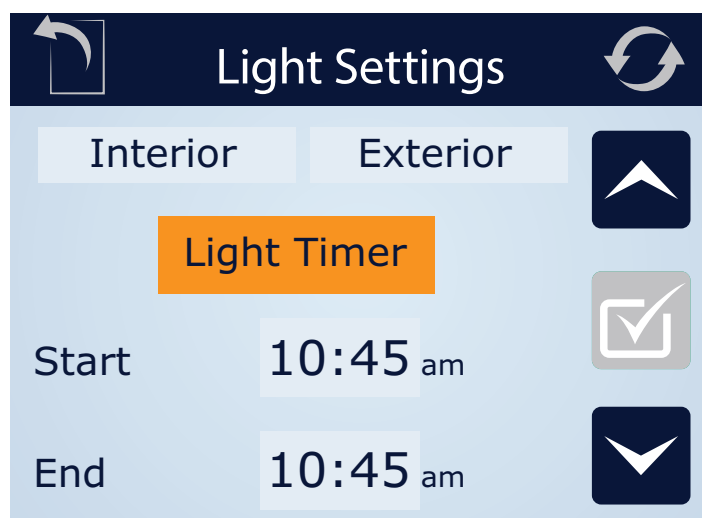 Light Settings
Interior Exterior
Light Timer
Start 10:45 am
End 10:45 am